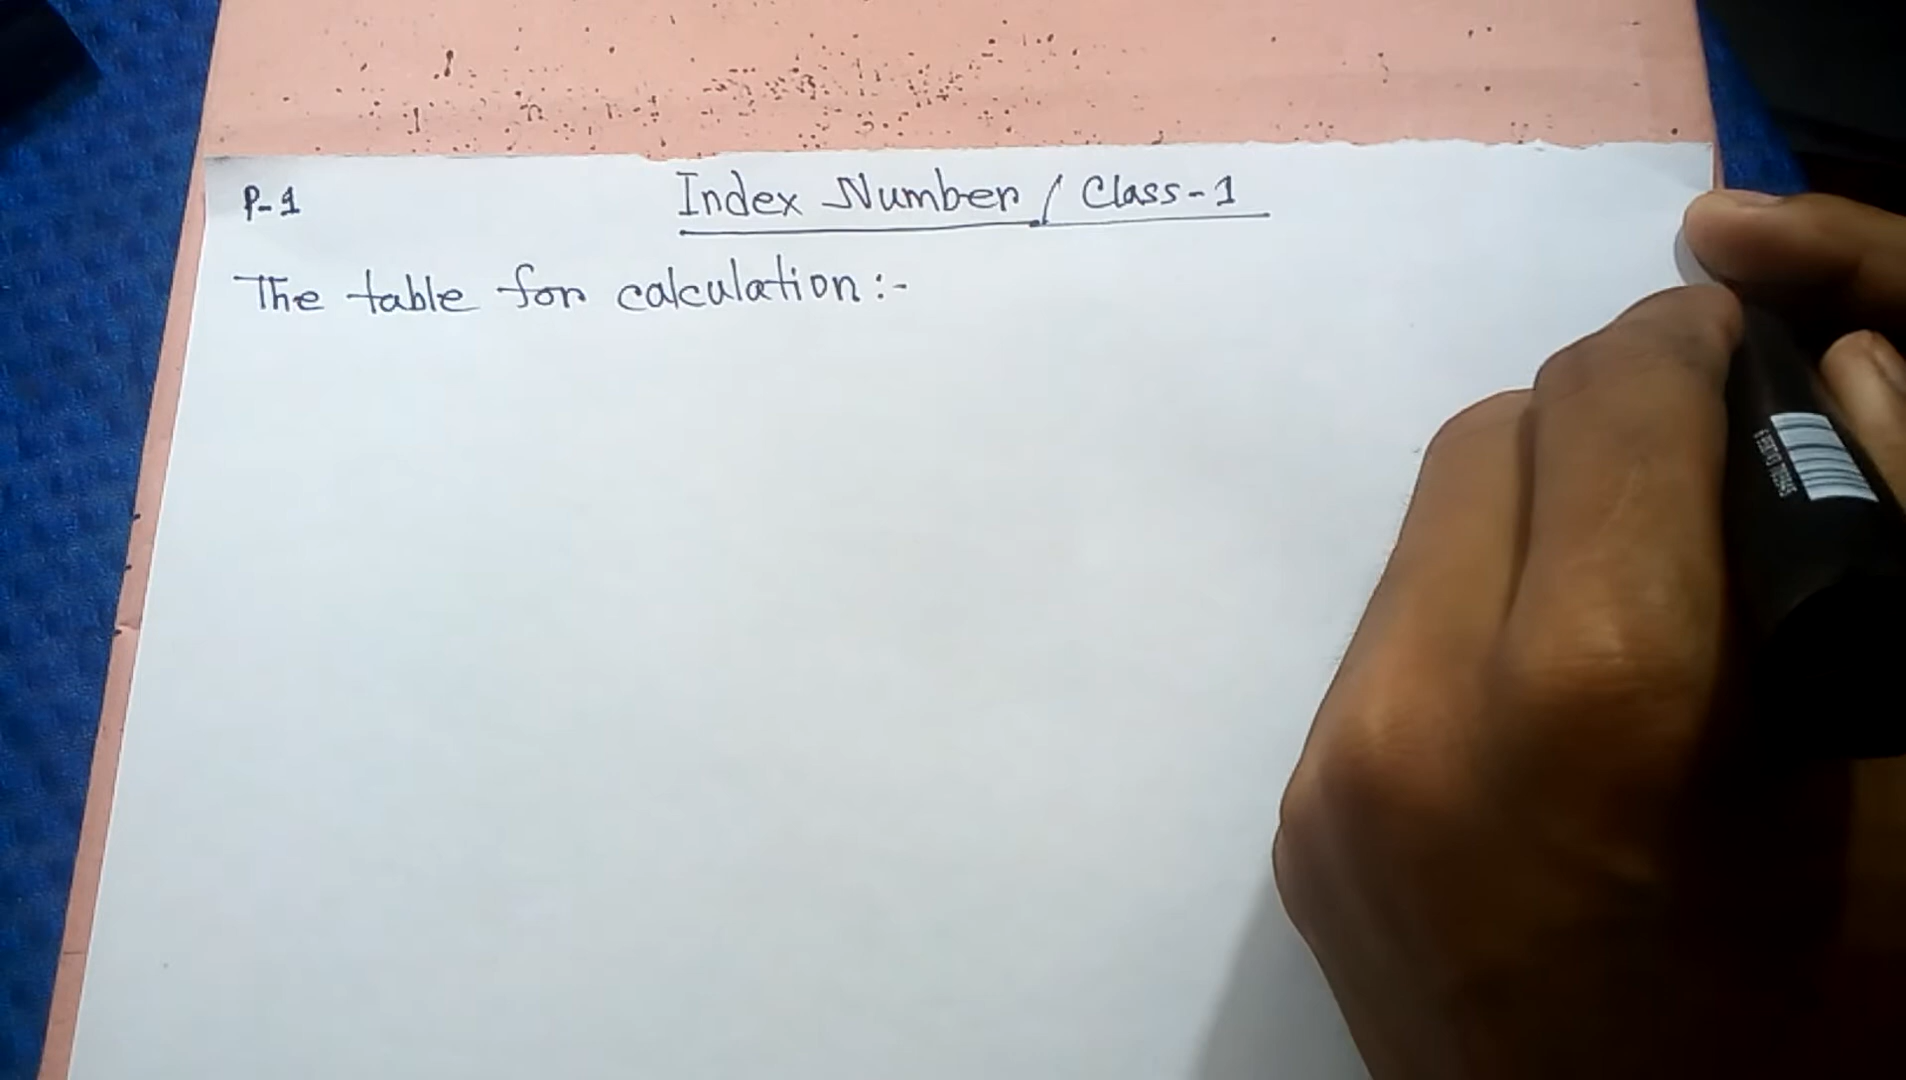 P-1
Index Number / Class-1
The table for calculation :-